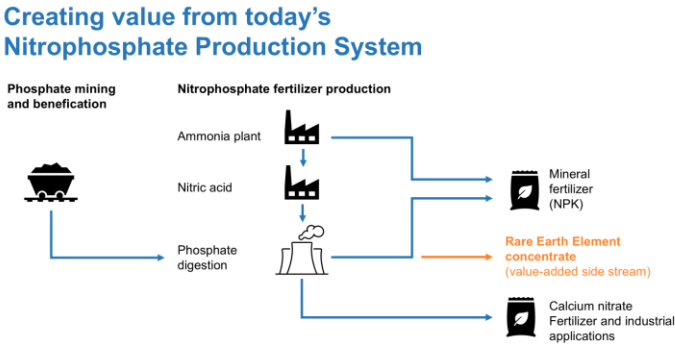 Creating value from today's
Nitrophosphate Production System
Phosphate mining
and benefication
Nitrophosphate fertilizer production
Ammonia plant
Nitric acid
Phosphate
digestion
Mineral
fertilizer
(NPK)
Rare Earth Element
concentrate
(value-added side stream)
Calcium nitrate
Fertilizer and industrial
applications